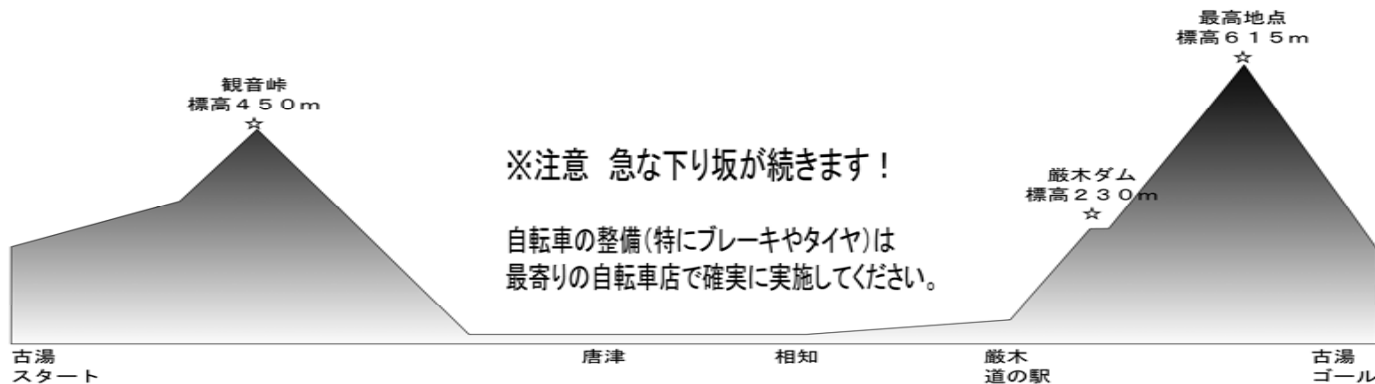 観音峠
標高４５０ｍ
☆
最高地点
標高６１５ｍ
☆
※注意 急な下り坂が続きます！
厳木ダム
標高２３０ｍ
☆
自転車の整備(特にブレーキやタイヤ)は
最寄りの自転車店で確実に実施してください。
古湯
スタート
唐津
相知
厳木
道の駅
古湯
ゴール